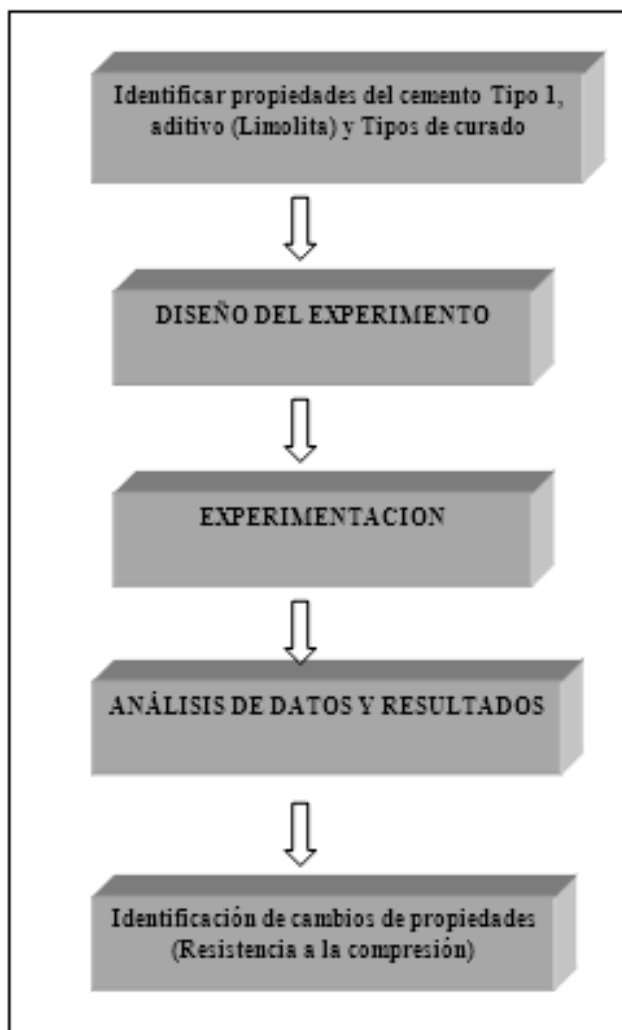 Identificar propiedades del cemento Tipo 1,
aditivo (Limolita) y Tipos de curado
DISEÑO DEL EXPERIMENTO
EXPERIMENTACION
ANÁLISIS DE DATOS Y RESULTADOS
Identificación de cambios de propiedades
(Resistencia a la compresión)